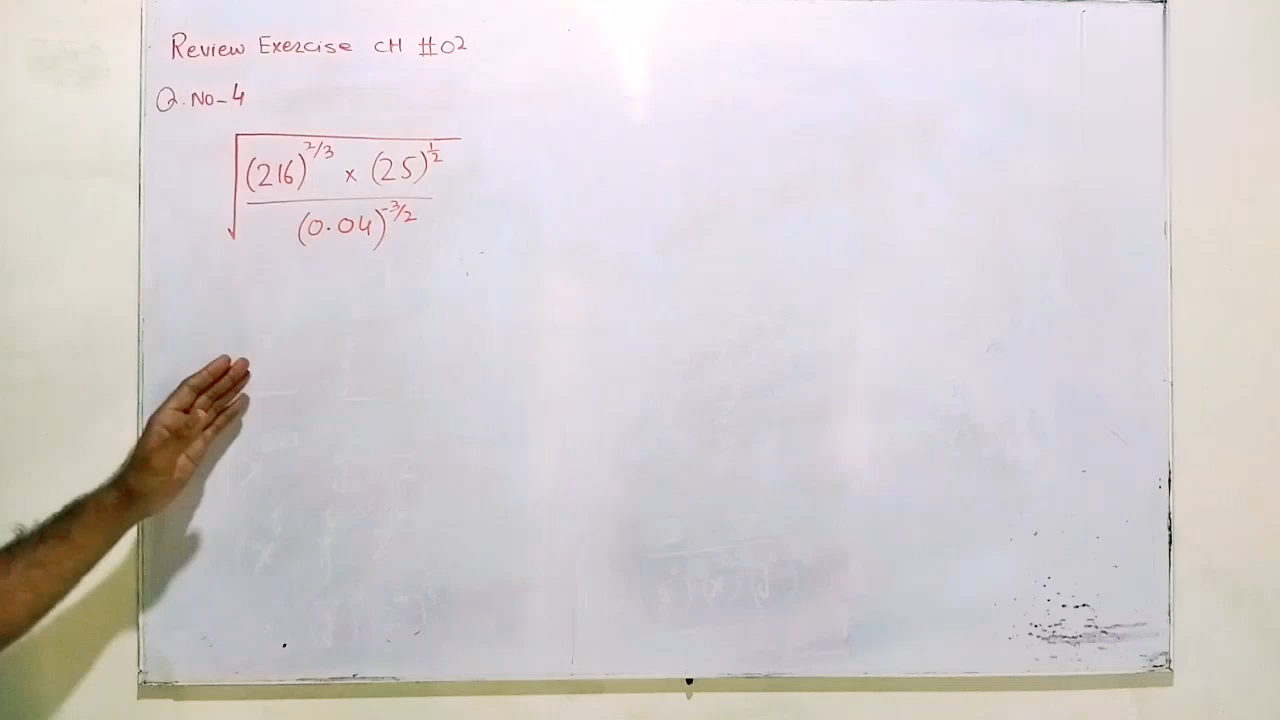 Review Exercise CH #02
Q.No-4
√((216)^2/3 × (25)^1/2 / (0.04)^-3/2)